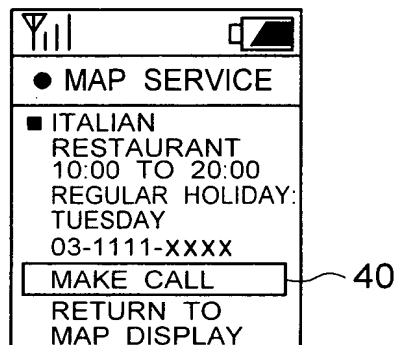 ● MAP SERVICE
■ ITALIAN
RESTAURANT
10:00 TO 20:00
REGULAR HOLIDAY:
TUESDAY
03-1111-XXXX
MAKE CALL
40
RETURN TO
MAP DISPLAY